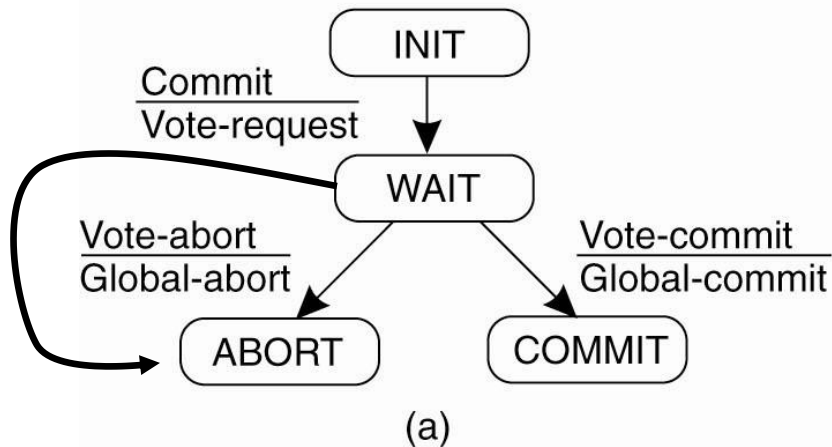 INIT
Commit
Vote-request
WAIT
Vote-abort
Global-abort
Vote-commit
Global-commit
ABORT
COMMIT
(a)